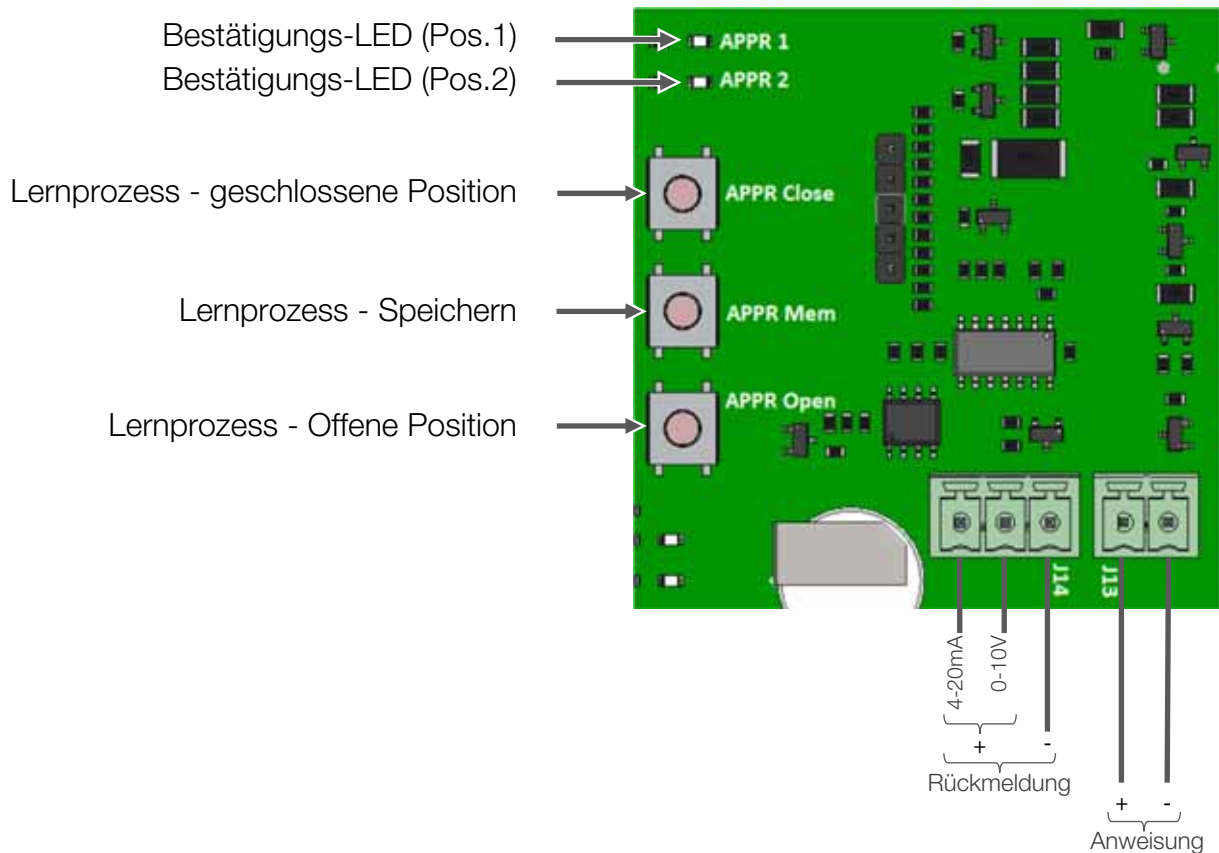 Bestätigungs-LED (Pos.1)
APPR 1
Bestätigungs-LED (Pos.2)
APPR 2
Lernprozess - geschlossene Position
APPR Close
Lernprozess - Speichern
APPR Mem
Lernprozess - Offene Position
APPR Open
J14
J13
4-20mA
0-10V
+ -
Rückmeldung
+ -
Anweisung